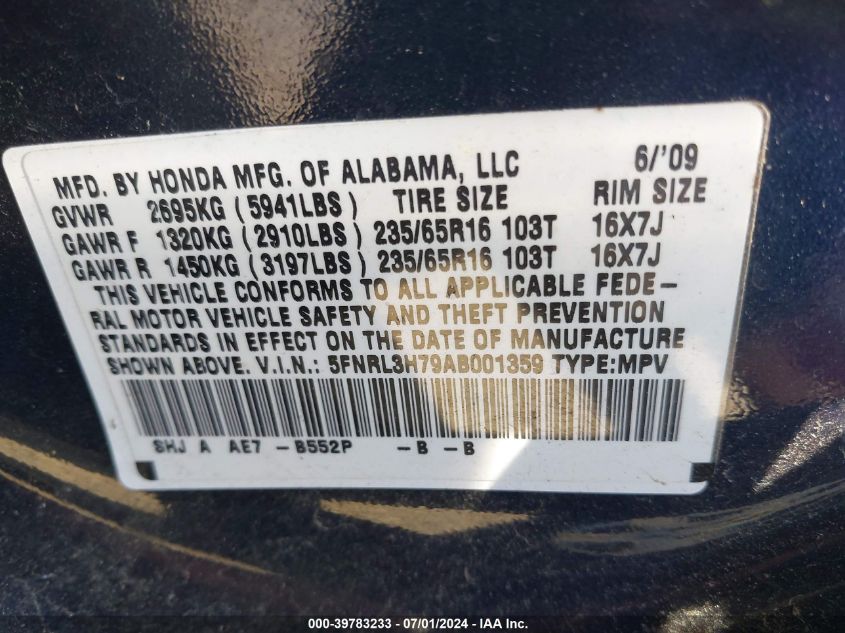 MFD. BY HONDA MFG. OF ALABAMA, LLC 6/'09
GVWR 2695KG (5941LBS) TIRE SIZE RIM SIZE
GAWR F 1320KG (2910LBS) 235/65R16 103T 16X7J
GAWR R 1450KG (3197LBS) 235/65R16 103T 16X7J
THIS VEHICLE CONFORMS TO ALL APPLICABLE FEDE-
RAL MOTOR VEHICLE SAFETY AND THEFT PREVENTION
STANDARDS IN EFFECT ON THE DATE OF MANUFACTURE
SHOWN ABOVE. V.I.N.: 5FNRL3H79AB001359 TYPE:MPV
SHJ A AE7 -B552P -B -B
000-39783233 - 07/01/2024 - IAA Inc.